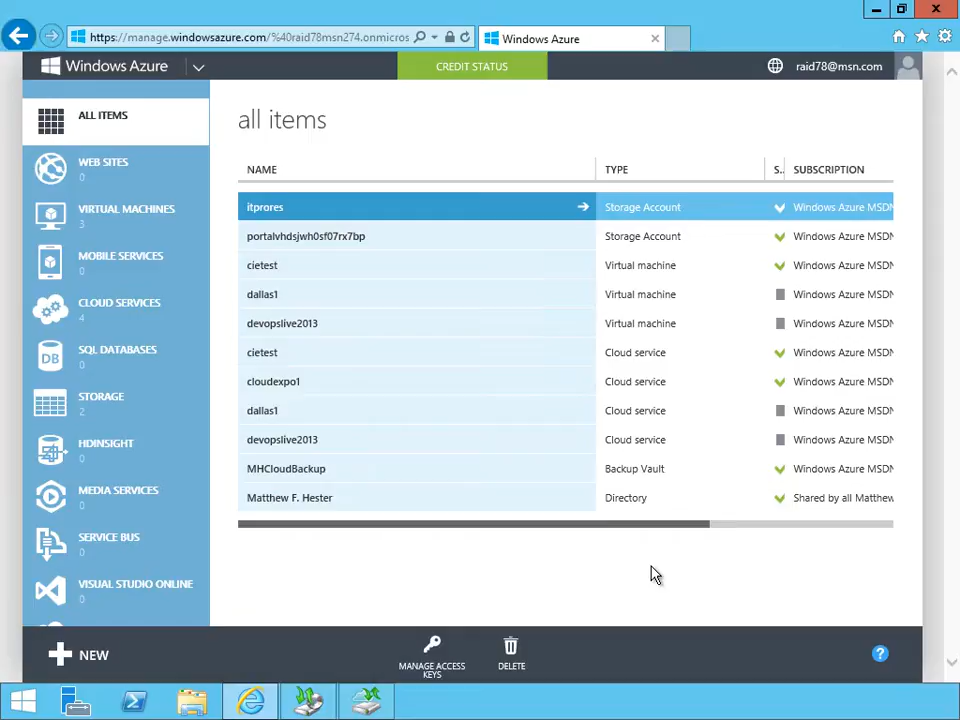 https://manage.windowsazure.com/%40raid78msn274.onmicros
Windows Azure
Windows Azure
CREDIT STATUS
raid78@msn.com
ALL ITEMS
WEB SITES
0
VIRTUAL MACHINES
3
MOBILE SERVICES
0
CLOUD SERVICES
4
SQL DATABASES
0
DB
STORAGE
2
HDINSIGHT
0
MEDIA SERVICES
0
SERVICE BUS
0
VISUAL STUDIO ONLINE
0
all items
NAME TYPE S.. SUBSCRIPTION
itprores Storage Account Windows Azure MSDN
portalvhdsjwh0sf07rx7bp Storage Account Windows Azure MSDN
cietest Virtual machine Windows Azure MSDN
dallas1 Virtual machine Windows Azure MSDN
devopslive2013 Virtual machine Windows Azure MSDN
cietest Cloud service Windows Azure MSDN
cloudexpo1 Cloud service Windows Azure MSDN
dallas1 Cloud service Windows Azure MSDN
devopslive2013 Cloud service Windows Azure MSDN
MHCloudBackup Backup Vault Windows Azure MSDN
Matthew F. Hester Directory Shared by all Matthew
NEW
MANAGE ACCESS
KEYS
DELETE
?